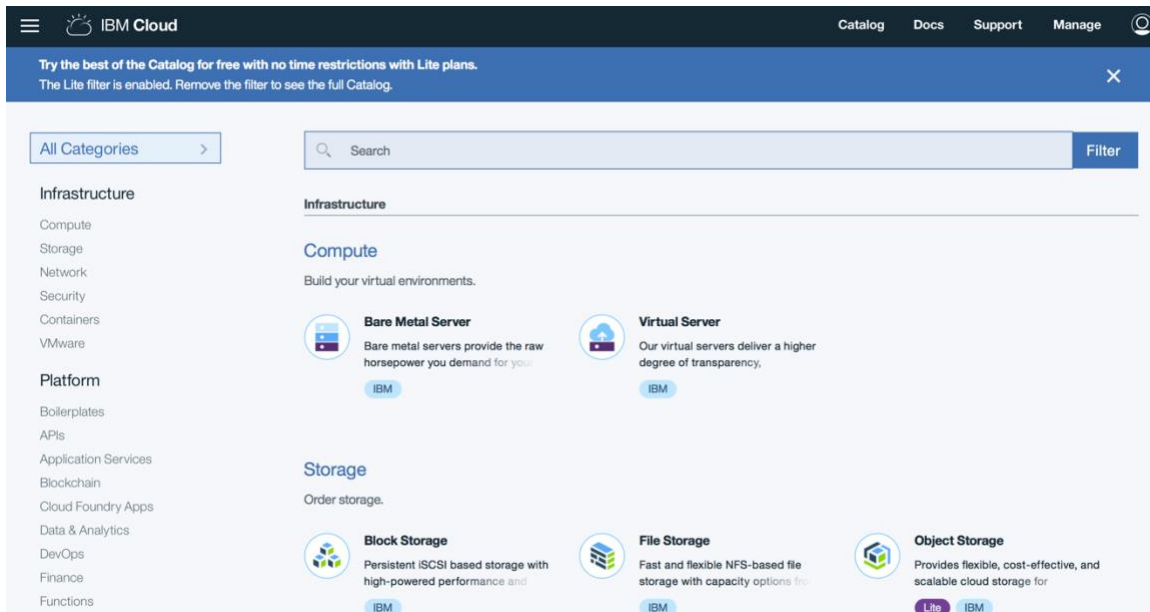 IBM Cloud
Catalog
Docs
Support
Manage
Try the best of the Catalog for free with no time restrictions with Lite plans.
The Lite filter is enabled. Remove the filter to see the full Catalog.
All Categories
Infrastructure
Compute
Storage
Network
Security
Containers
VMware
Platform
Boilerplates
APIs
Application Services
Blockchain
Cloud Foundry Apps
Data & Analytics
DevOps
Finance
Functions
Search
Filter
Infrastructure
Compute
Build your virtual environments.
Bare Metal Server
Bare metal servers provide the raw
horsepower you demand for your
IBM
Virtual Server
Our virtual servers deliver a higher
degree of transparency,
IBM
Storage
Order storage.
Block Storage
Persistent iSCSI based storage with
high-powered performance and
IBM
File Storage
Fast and flexible NFS-based file
storage with capacity options from
IBM
Object Storage
Provides flexible, cost-effective, and
scalable cloud storage for
Lite
IBM